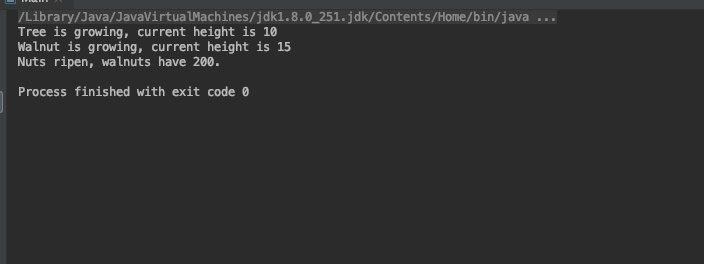 Main
/Library/Java/JavaVirtualMachines/jdk1.8.0_251.jdk/Contents/Home/bin/java ...
Tree is growing, current height is 10
Walnut is growing, current height is 15
Nuts ripen, walnuts have 200.
Process finished with exit code 0